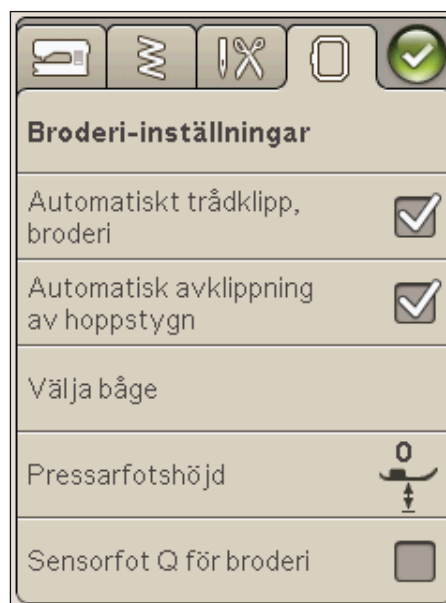 Broderi-inställningar
Automatiskt trådklipp,
broderi
Automatisk avklippning
av hoppstygn
Välja båge
Pressarfotshöjd
0
Sensorfot Q för broderi